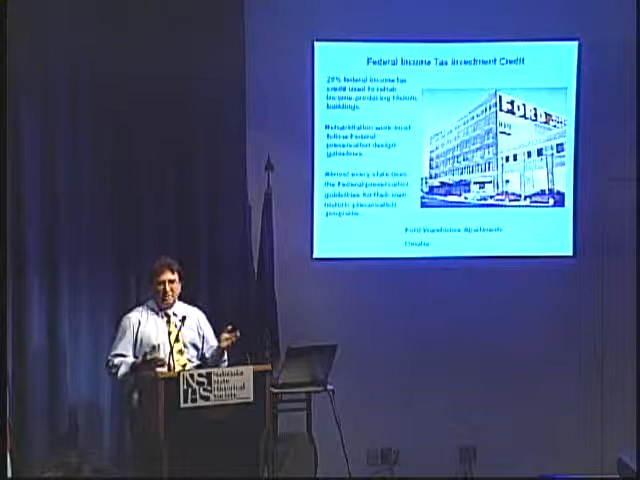 Federal Income Tax Investment Credit
20% federal income tax
credit used to rehab
income-producing historic
buildings.
Rehabilitation work must
follow Federal
preservation design
guidelines.
Almost every state uses
the Federal preservation
guidelines for their own
historic preservation
programs.
FORD
Ford Warehouse Apartments
Omaha
NS
HS
Nebraska
State
Historical
Society